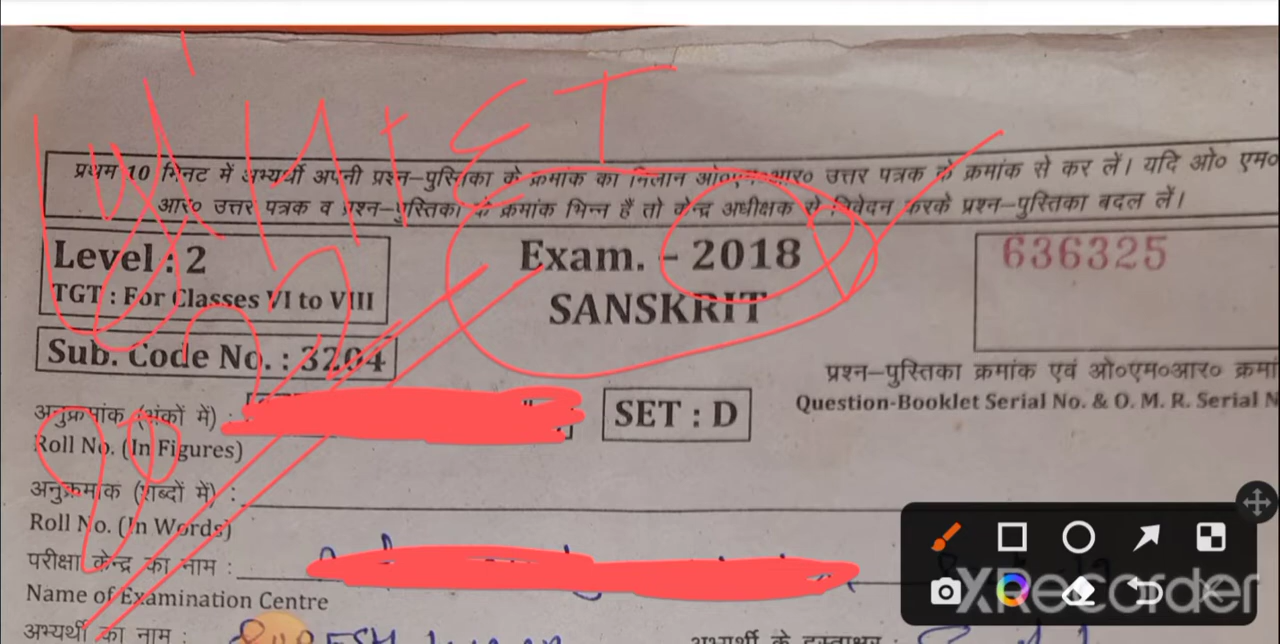 प्रथम 10 मिनट में अभ्यर्थी अपनी प्रश्न-पुस्तिका के क्रमांक का मिलान ओ०एम०आर० उत्तर पत्रक के क्रमांक से कर लें। यदि ओ० एम०
आर० उत्तर पत्रक व प्रश्न-पुस्तिका के क्रमांक भिन्न हैं तो केन्द्र अधीक्षक से निवेदन करके प्रश्न-पुस्तिका बदल लें।
Level : 2
TGT : For Classes VI to VIII
Exam. - 2018
SANSKRIT
636325
Sub. Code No. : 3204
प्रश्न-पुस्तिका क्रमांक एवं ओ०एम०आर०
Question-Booklet Serial No. & O. M. R. Serial
अनुक्रमांक (अंकों में) :
Roll No. (In Figures)
SET : D
अनुक्रमांक (शब्दों में) :
Roll No. (In Words)
परीक्षा केन्द्र का नाम :
Name of Examination Centre
अभ्यर्थी का नाम :
अभ्यर्थी के हस्ताक्षर :
XRecorder